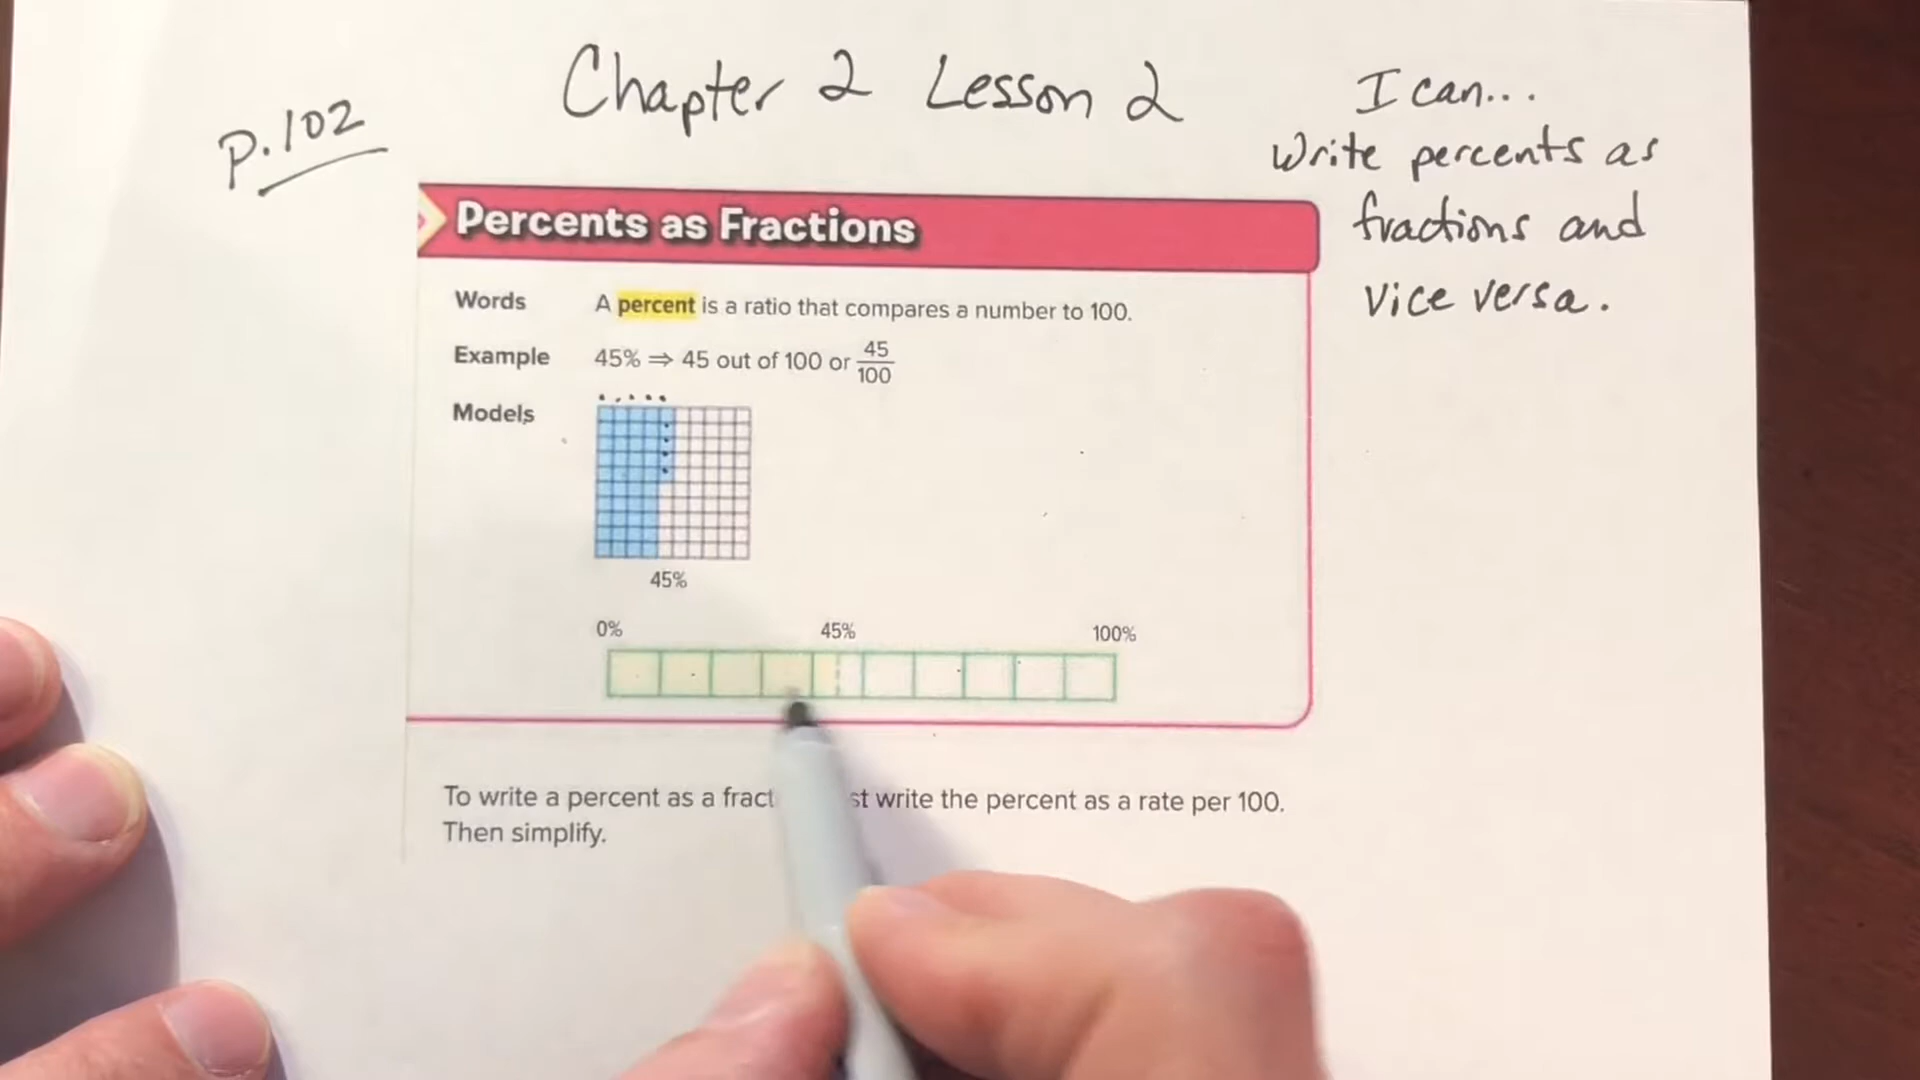 Chapter 2 Lesson 2
p.102
I can...
Write percents as
fractions and
vice versa.
Percents as Fractions
Words A percent is a ratio that compares a number to 100.
Example 45% ⇒ 45 out of 100 or 45/100
Models
45%
0% 45% 100%
To write a percent as a fract st write the percent as a rate per 100.
Then simplify.